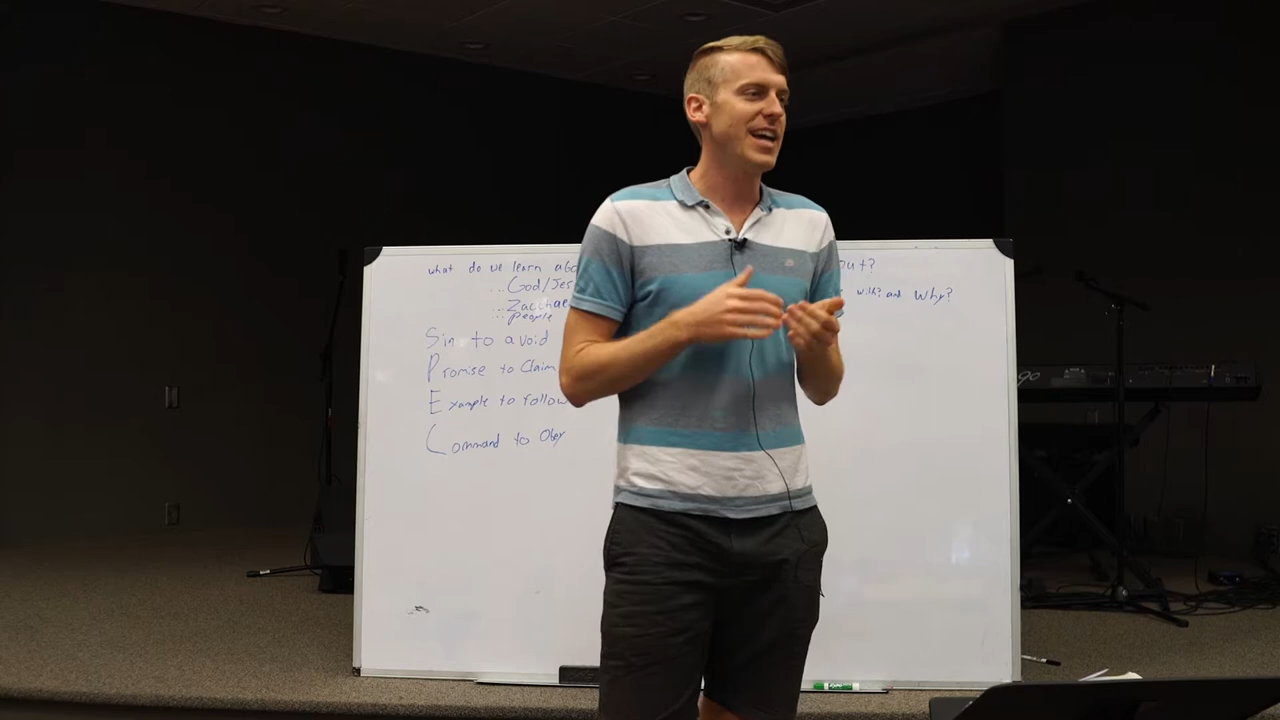 what do we learn abo
out?
...God/Jes
with? and Why?
...Zacchae
...People
Sin to avoid
Promise to Claim
Example to follow
Command to Obey
go